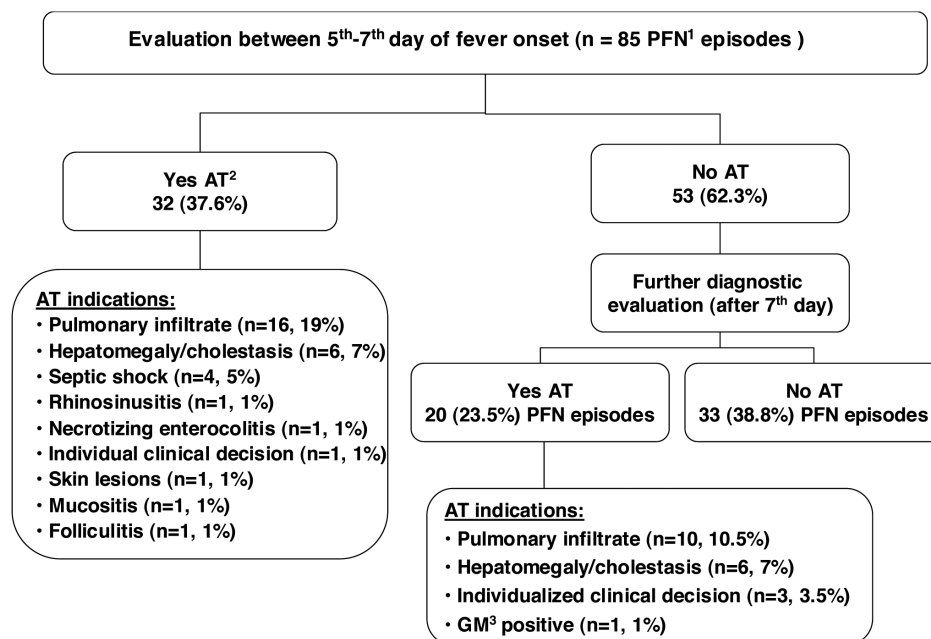 Evaluation between 5th-7th day of fever onset (n = 85 PFN1 episodes )
Yes AT2
32 (37.6%)
No AT
53 (62.3%)
AT indications:
• Pulmonary infiltrate (n=16, 19%)
• Hepatomegaly/cholestasis (n=6, 7%)
• Septic shock (n=4, 5%)
• Rhinosinusitis (n=1, 1%)
• Necrotizing enterocolitis (n=1, 1%)
• Individual clinical decision (n=1, 1%)
• Skin lesions (n=1, 1%)
• Mucositis (n=1, 1%)
• Folliculitis (n=1, 1%)
Further diagnostic
evaluation (after 7th day)
Yes AT
20 (23.5%) PFN episodes
No AT
33 (38.8%) PFN episodes
AT indications:
• Pulmonary infiltrate (n=10, 10.5%)
• Hepatomegaly/cholestasis (n=6, 7%)
• Individualized clinical decision (n=3, 3.5%)
• GM3 positive (n=1, 1%)